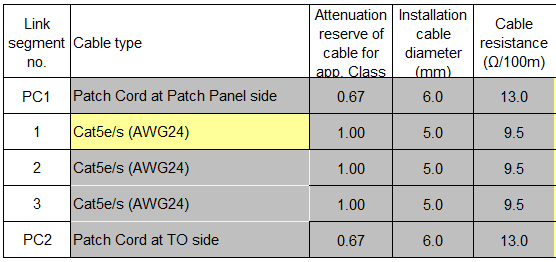 Link segment no. Cable type Attenuation reserve of cable for app. Class Installation cable diameter (mm) Cable resistance (Ω/100m)
PC1 Patch Cord at Patch Panel side 0.67 6.0 13.0
1 Cat5e/s (AWG24) 1.00 5.0 9.5
2 Cat5e/s (AWG24) 1.00 5.0 9.5
3 Cat5e/s (AWG24) 1.00 5.0 9.5
PC2 Patch Cord at TO side 0.67 6.0 13.0